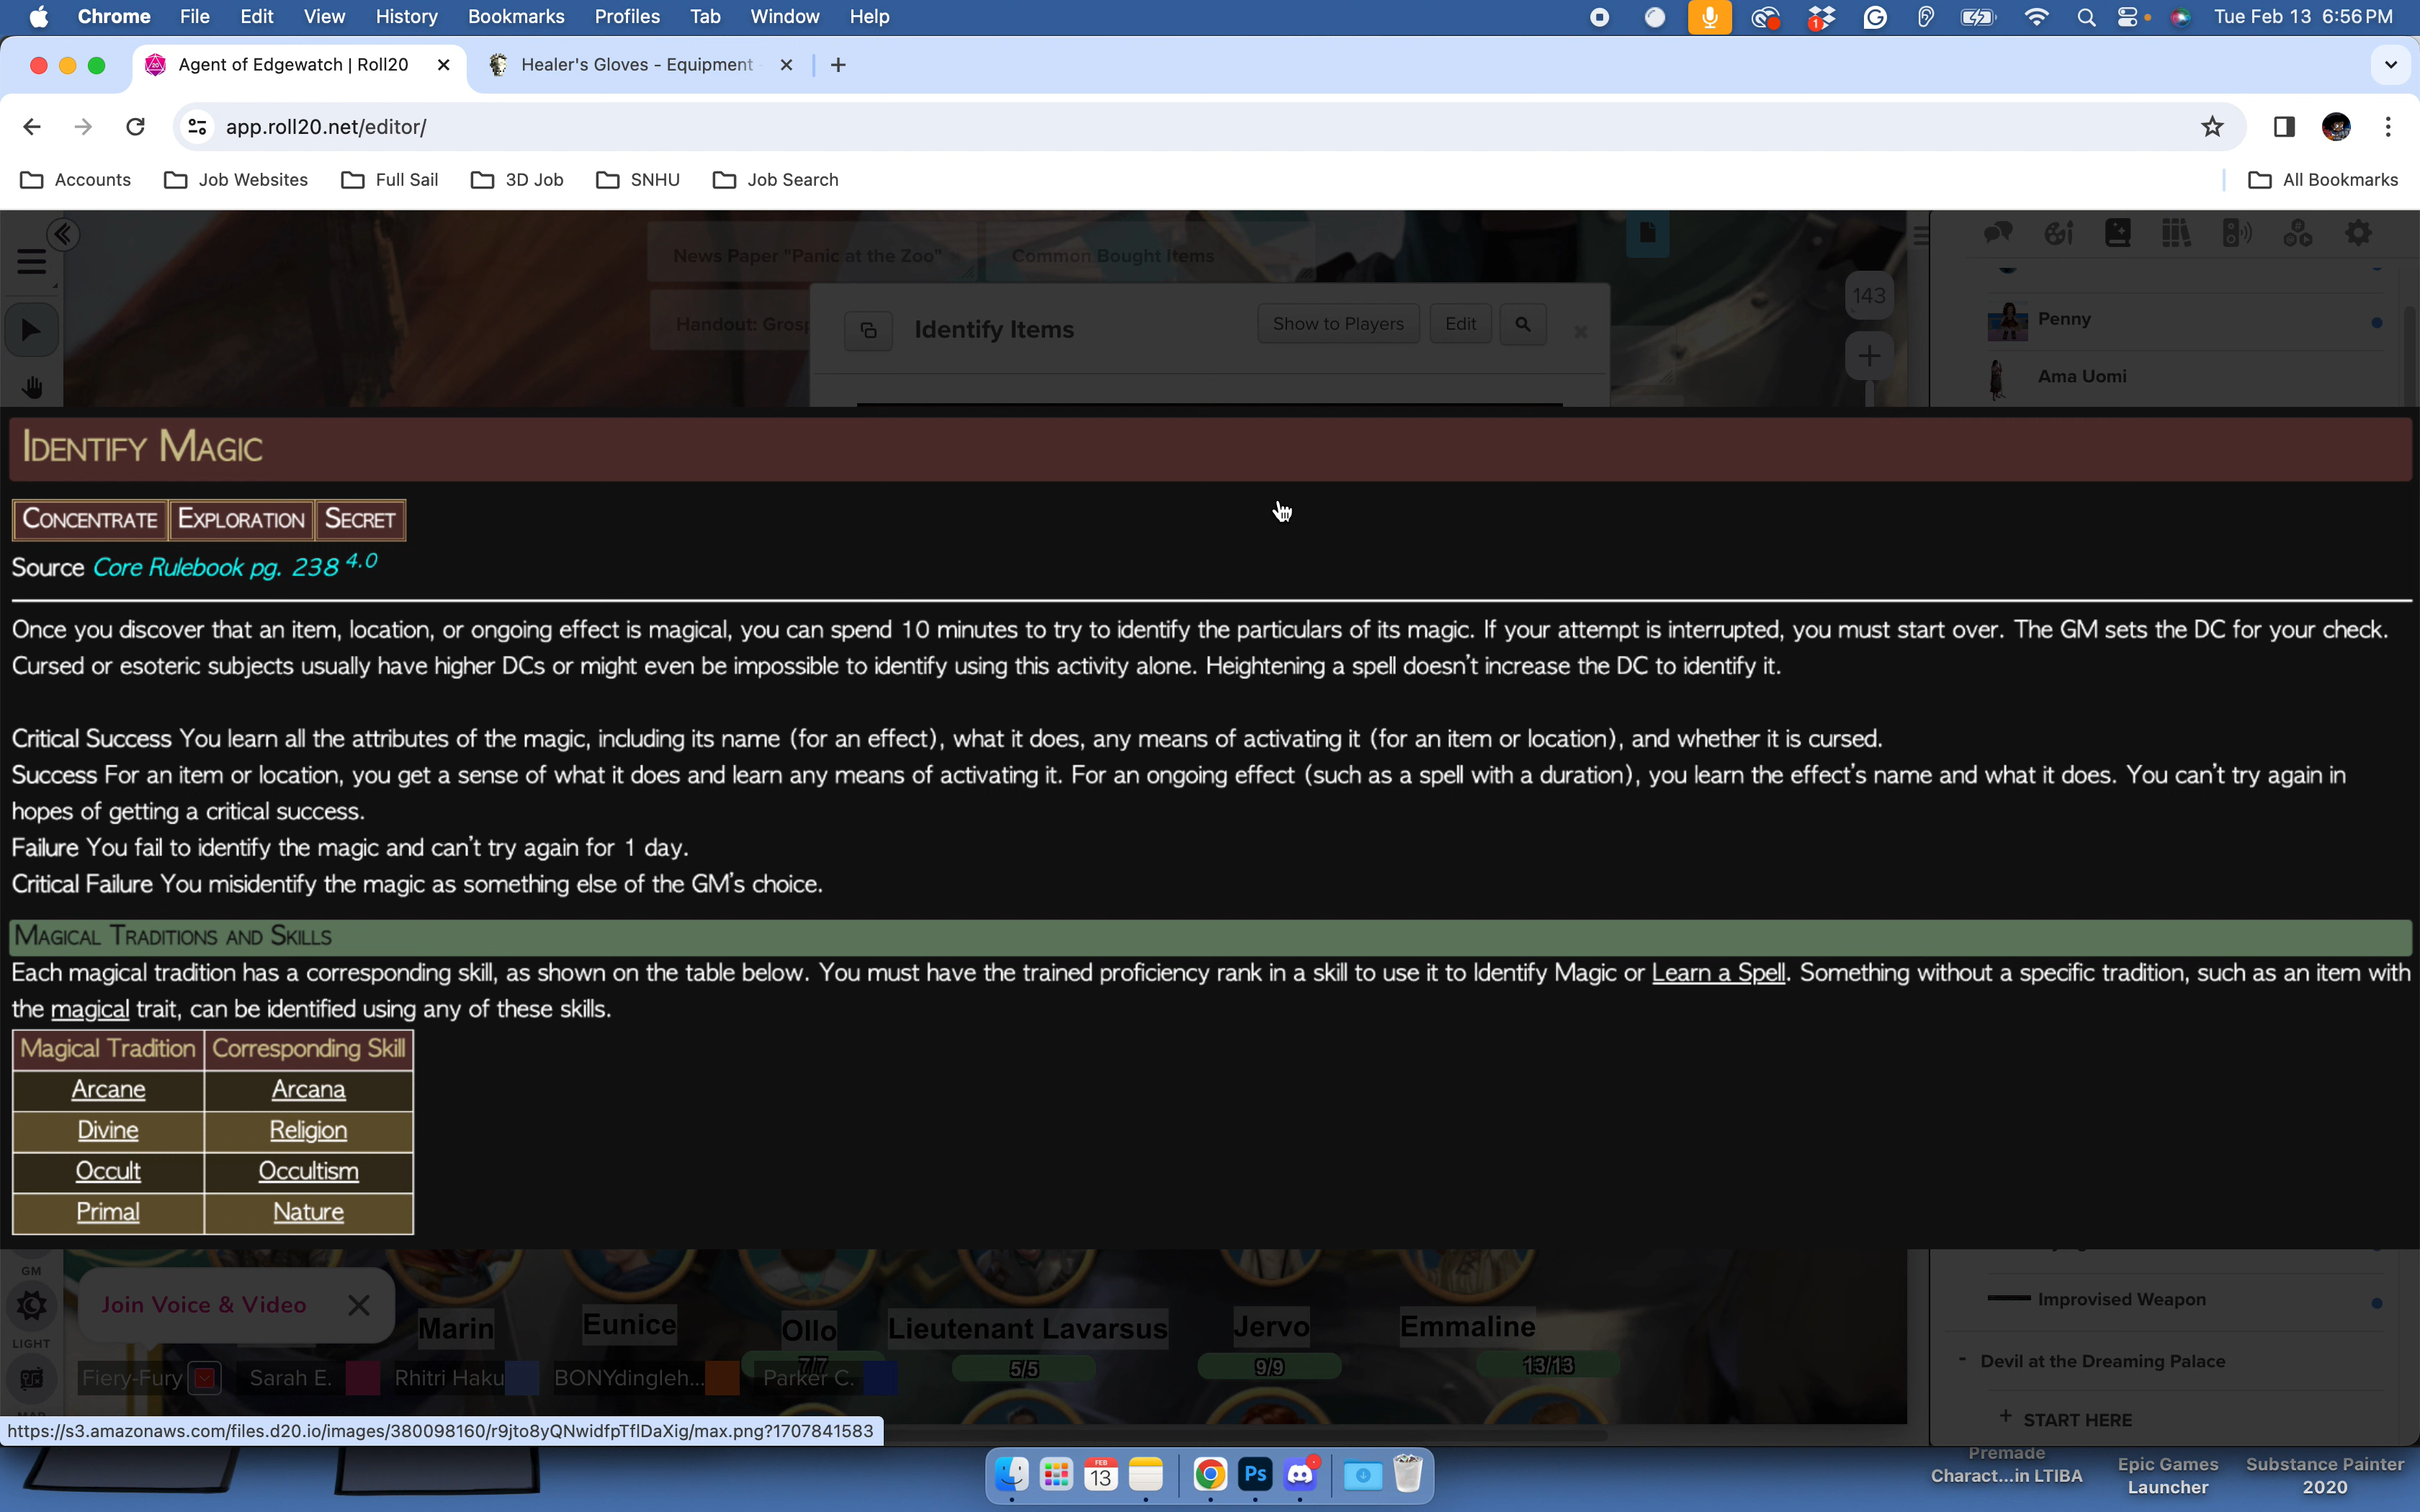 Chrome File Edit View History Bookmarks Profiles Tab Window Help
1
Tue Feb 13 6:56 PM
Agent of Edgewatch | Roll20
Healer's Gloves - Equipment
app.roll20.net/editor/
Accounts
Job Websites
Full Sail
3D Job
SNHU
Job Search
All Bookmarks
News Paper "Panic at the Zoo"
Common Bought Items
Identify Items
Show to Players
Edit
143
Penny
Ama Uomi
IDENTIFY MAGIC
CONCENTRATE EXPLORATION SECRET
Source Core Rulebook pg. 238 4.0
Once you discover that an item, location, or ongoing effect is magical, you can spend 10 minutes to try to identify the particulars of its magic. If your attempt is interrupted, you must start over. The GM sets the DC for your check.
Cursed or esoteric subjects usually have higher DCs or might even be impossible to identify using this activity alone. Heightening a spell doesn't increase the DC to identify it.
Critical Success You learn all the attributes of the magic, including its name (for an effect), what it does, any means of activating it (for an item or location), and whether it is cursed.
Success For an item or location, you get a sense of what it does and learn any means of activating it. For an ongoing effect (such as a spell with a duration), you learn the effect's name and what it does. You can't try again in
hopes of getting a critical success.
Failure You fail to identify the magic and can't try again for 1 day.
Critical Failure You misidentify the magic as something else of the GM's choice.
MAGICAL TRADITIONS AND SKILLS
Each magical tradition has a corresponding skill, as shown on the table below. You must have the trained proficiency rank in a skill to use it to Identify Magic or Learn a Spell. Something without a specific tradition, such as an item with
the magical trait, can be identified using any of these skills.
Magical Tradition Corresponding Skill
Arcane Arcana
Divine Religion
Occult Occultism
Primal Nature
GM
LIGHT
Join Voice & Video
Marin
Eunice
Ollo
Lieutenant Lavarsus
Jervo
Emmaline
7/7
5/5
9/9
13/13
Fiery-Fury
Sarah E.
Rhitri Haku
BONYdingleh...
Parker C.
Improvised Weapon
- Devil at the Dreaming Palace
+ START HERE
https://s3.amazonaws.com/files.d20.io/images/380098160/r9jto8yQNwidfpTflDaXig/max.png?1707841583
FEB
13
Ps
Premade
Charact...in LTIBA
Epic Games
Launcher
Substance Painter
2020